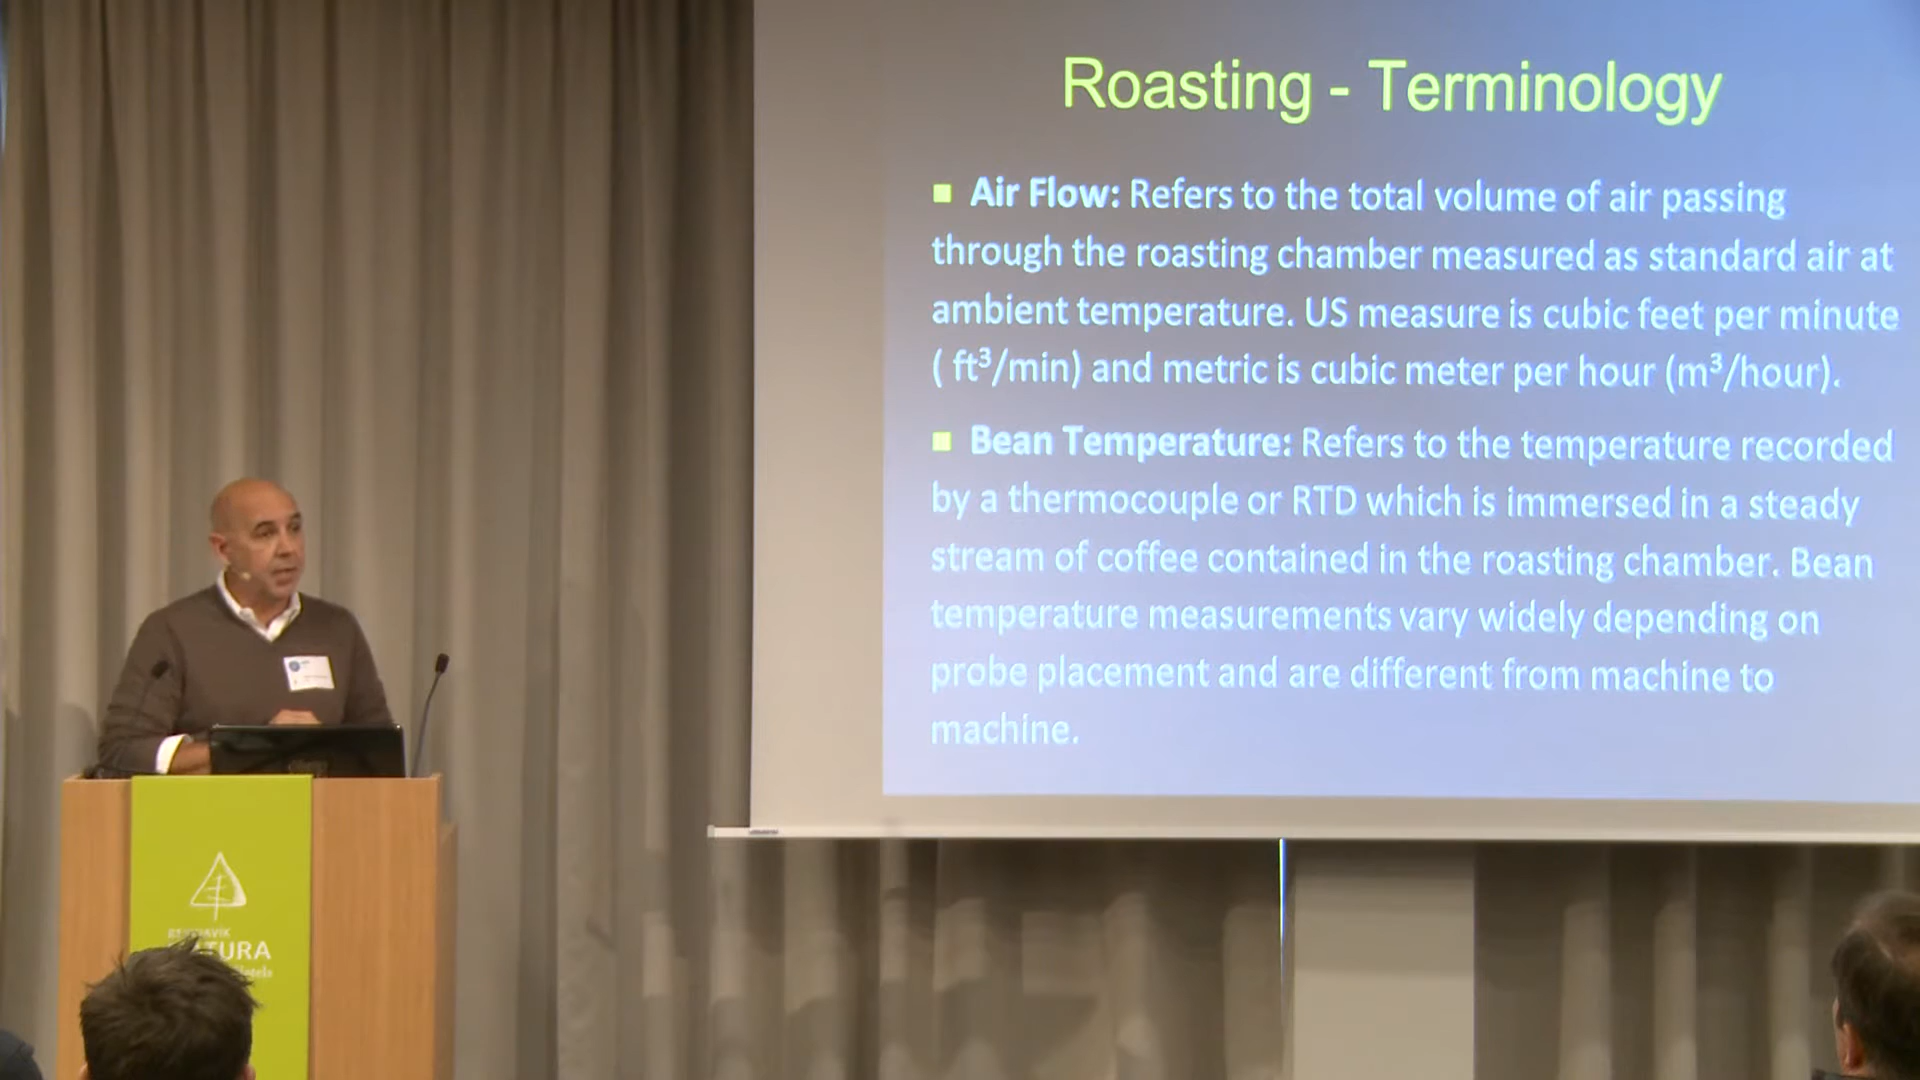 Roasting - Terminology
Air Flow: Refers to the total volume of air passing
through the roasting chamber measured as standard air at
ambient temperature. US measure is cubic feet per minute
( ft³/min) and metric is cubic meter per hour (m³/hour).
Bean Temperature: Refers to the temperature recorded
by a thermocouple or RTD which is immersed in a steady
stream of coffee contained in the roasting chamber. Bean
temperature measurements vary widely depending on
probe placement and are different from machine to
machine.